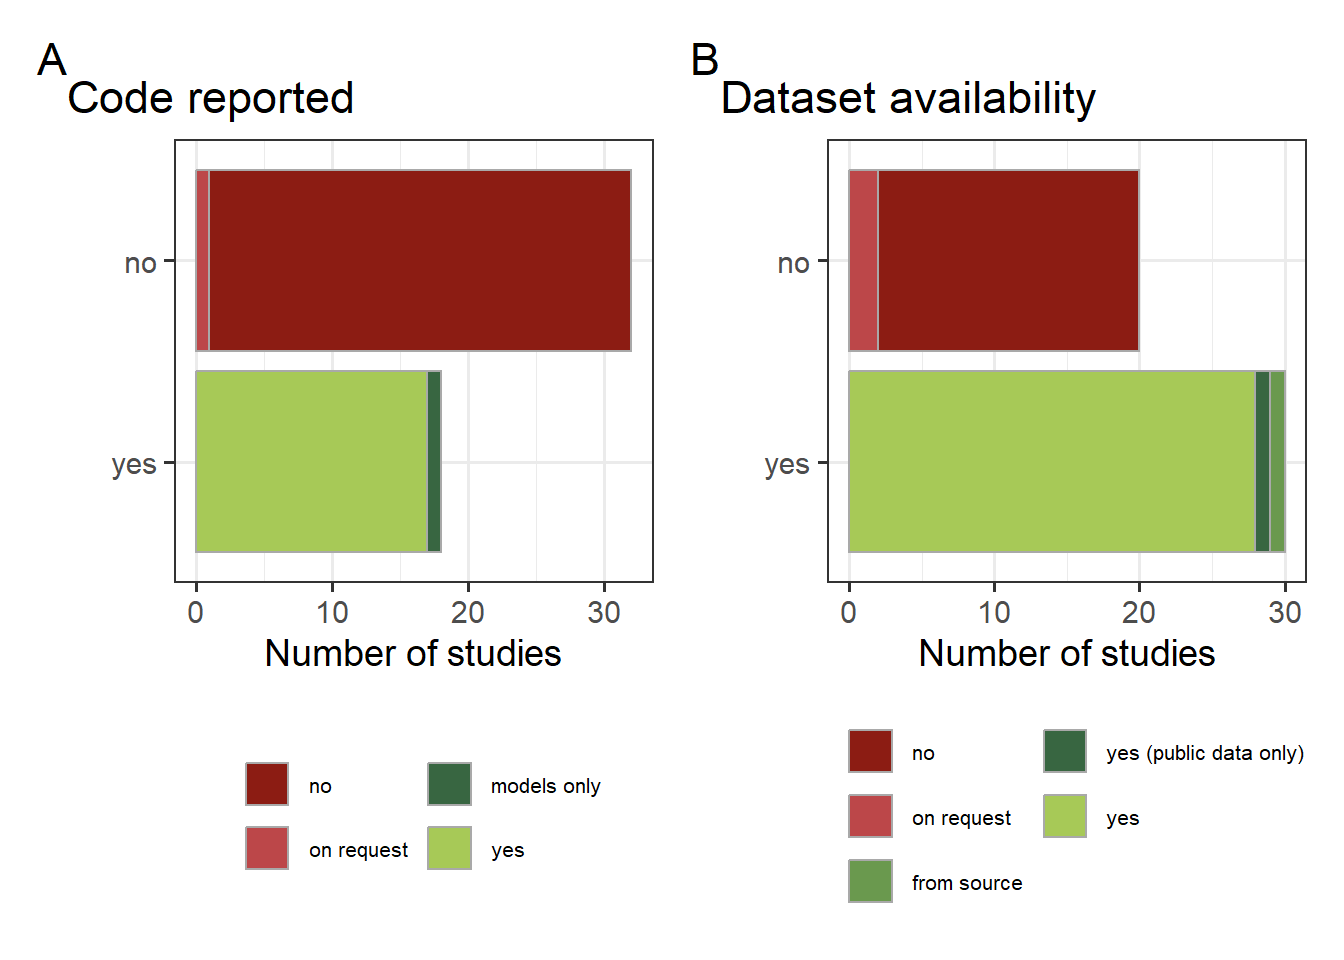 A
Code reported
no
yes
0 10 20 30
Number of studies
no
models only
on request
yes
B
Dataset availability
no
yes
0 10 20 30
Number of studies
no
yes (public data only)
on request
yes
from source